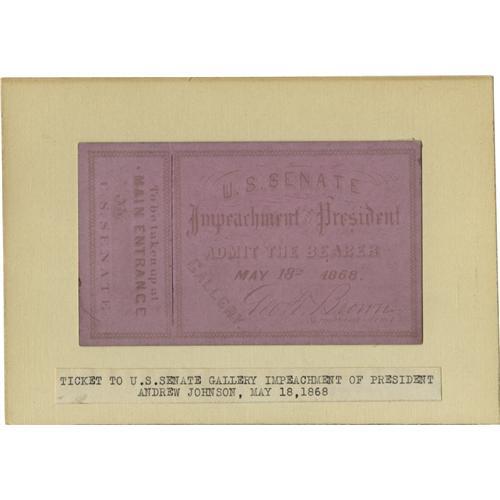 To be taken up at
MAIN ENTRANCE
U.S. SENATE
U.S. SENATE
Impeachment of the President
ADMIT THE BEARER
GALLERY.
MAY 18th 1868.
Geo. T. Brown
TICKET TO U.S.SENATE GALLERY IMPEACHMENT OF PRESIDENT
ANDREW JOHNSON, MAY 18,1868